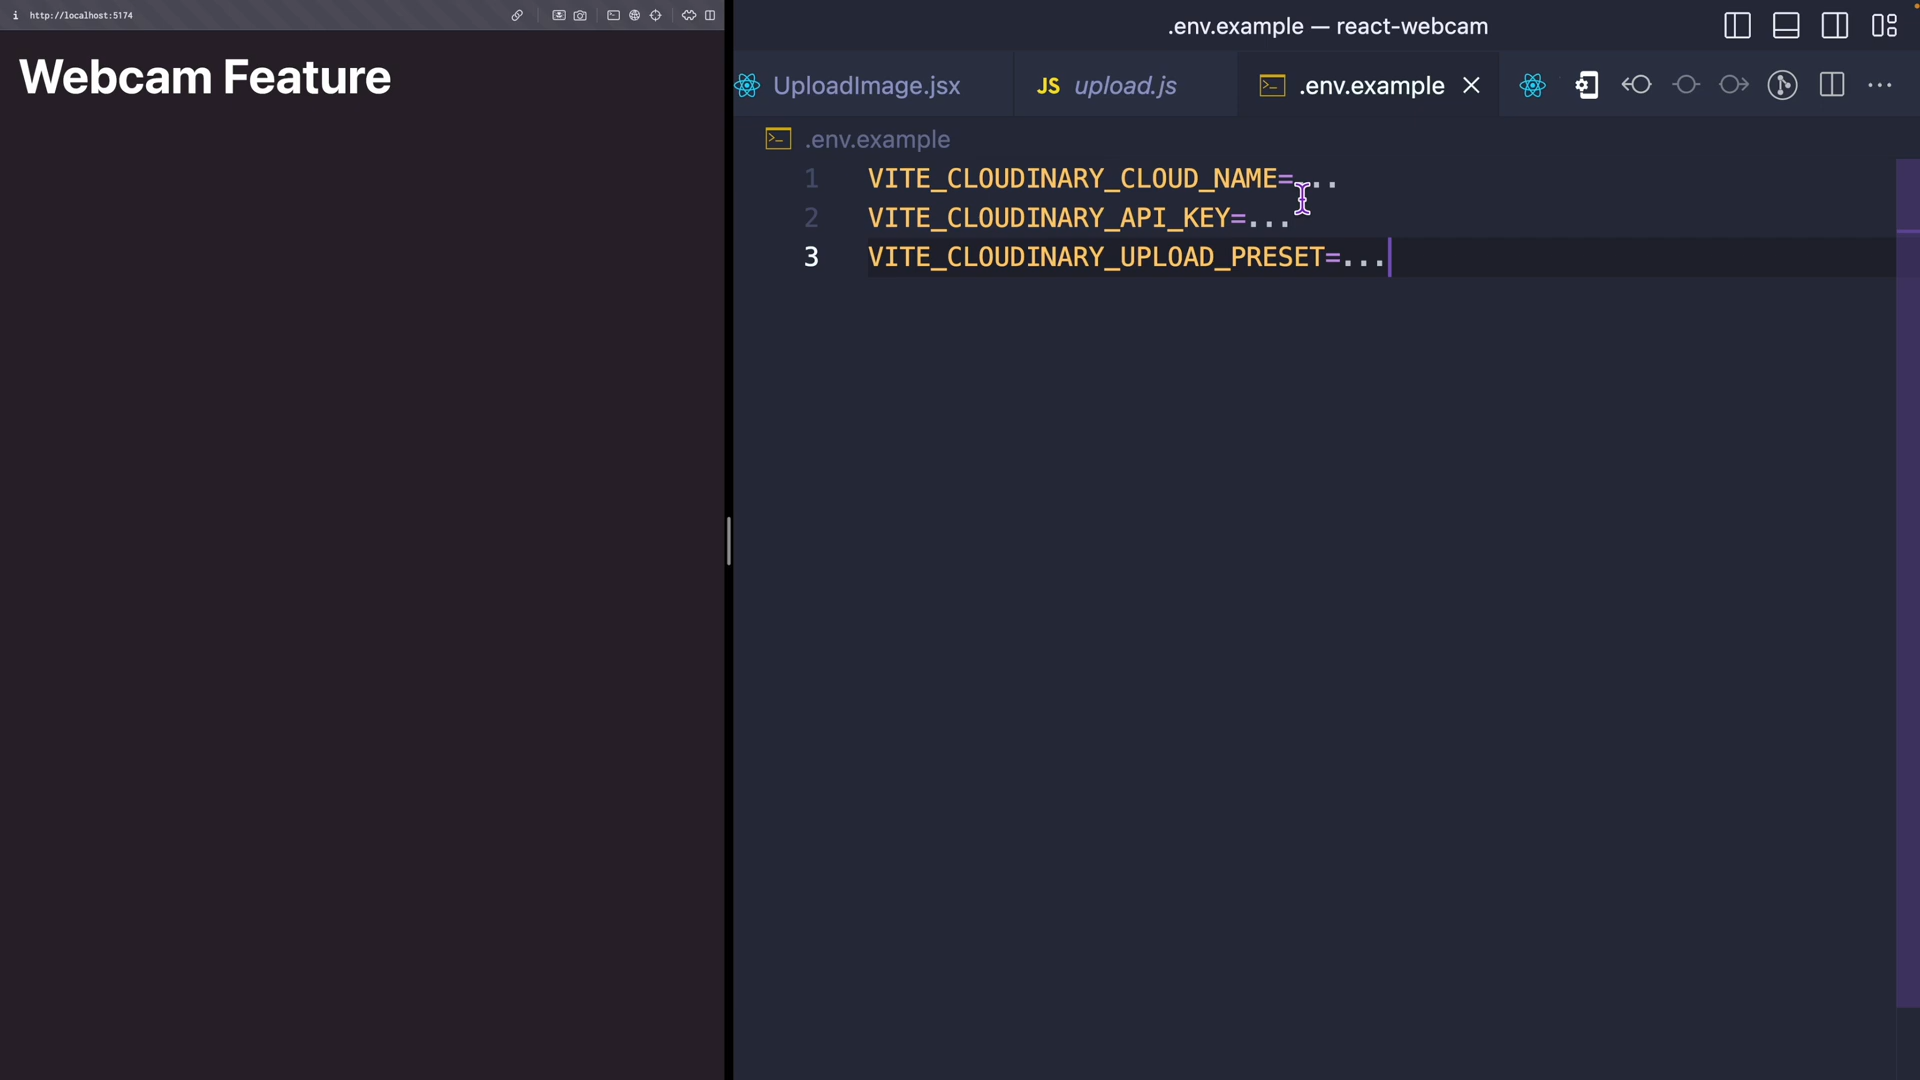 http://localhost:5174
Webcam Feature
.env.example — react-webcam
UploadImage.jsx
JS upload.js
.env.example
.env.example
1 VITE_CLOUDINARY_CLOUD_NAME=...
2 VITE_CLOUDINARY_API_KEY=...
3 VITE_CLOUDINARY_UPLOAD_PRESET=...